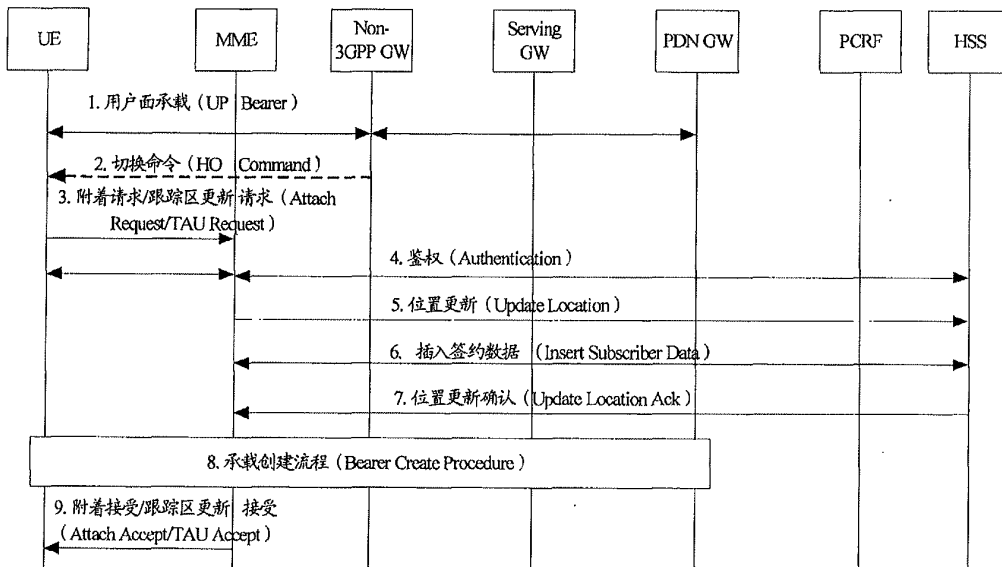 UE
MME
Non-
3GPP GW
Serving
GW
PDN GW
PCRF
HSS
1. 用户面承载 (UP Bearer)
2. 切换命令 (HO Command)
3. 附着请求/跟踪区更新 请求 (Attach
Request/TAU Request)
4. 鉴权 (Authentication)
5. 位置更新 (Update Location)
6. 插入签约数据 (Insert Subscriber Data)
7. 位置更新确认 (Update Location Ack)
8. 承载创建流程 (Bearer Create Procedure)
9. 附着接受/跟踪区更新 接受
(Attach Accept/TAU Accept)